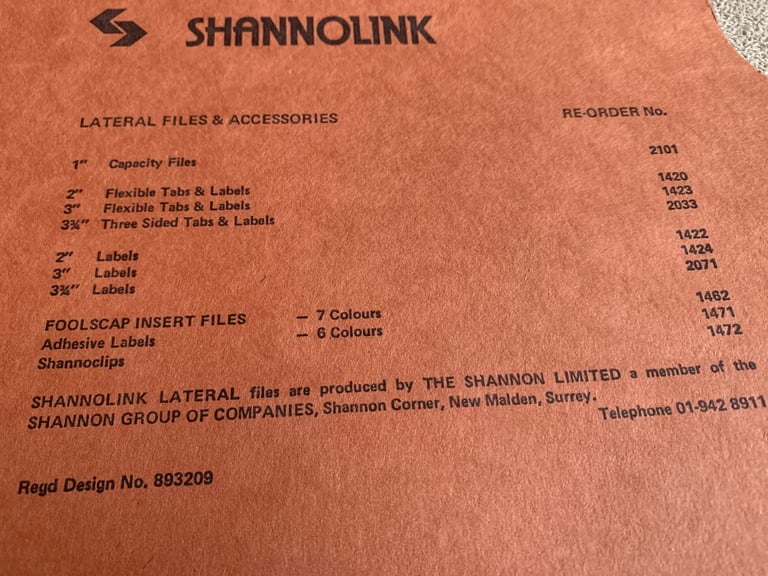 SHANNOLINK
LATERAL FILES & ACCESSORIES RE-ORDER No.
1" Capacity Files 2101
2" Flexible Tabs & Labels 1420
3" Flexible Tabs & Labels 1423
3¾" Three Sided Tabs & Labels 2033
2" Labels 1422
3" Labels 1424
3¾" Labels 2071
FOOLSCAP INSERT FILES — 7 Colours 1462
Adhesive Labels — 6 Colours 1471
Shannoclips 1472
SHANNOLINK LATERAL files are produced by THE SHANNON LIMITED a member of the
SHANNON GROUP OF COMPANIES, Shannon Corner, New Malden, Surrey.
Telephone 01-942 8911
Regd Design No. 893209